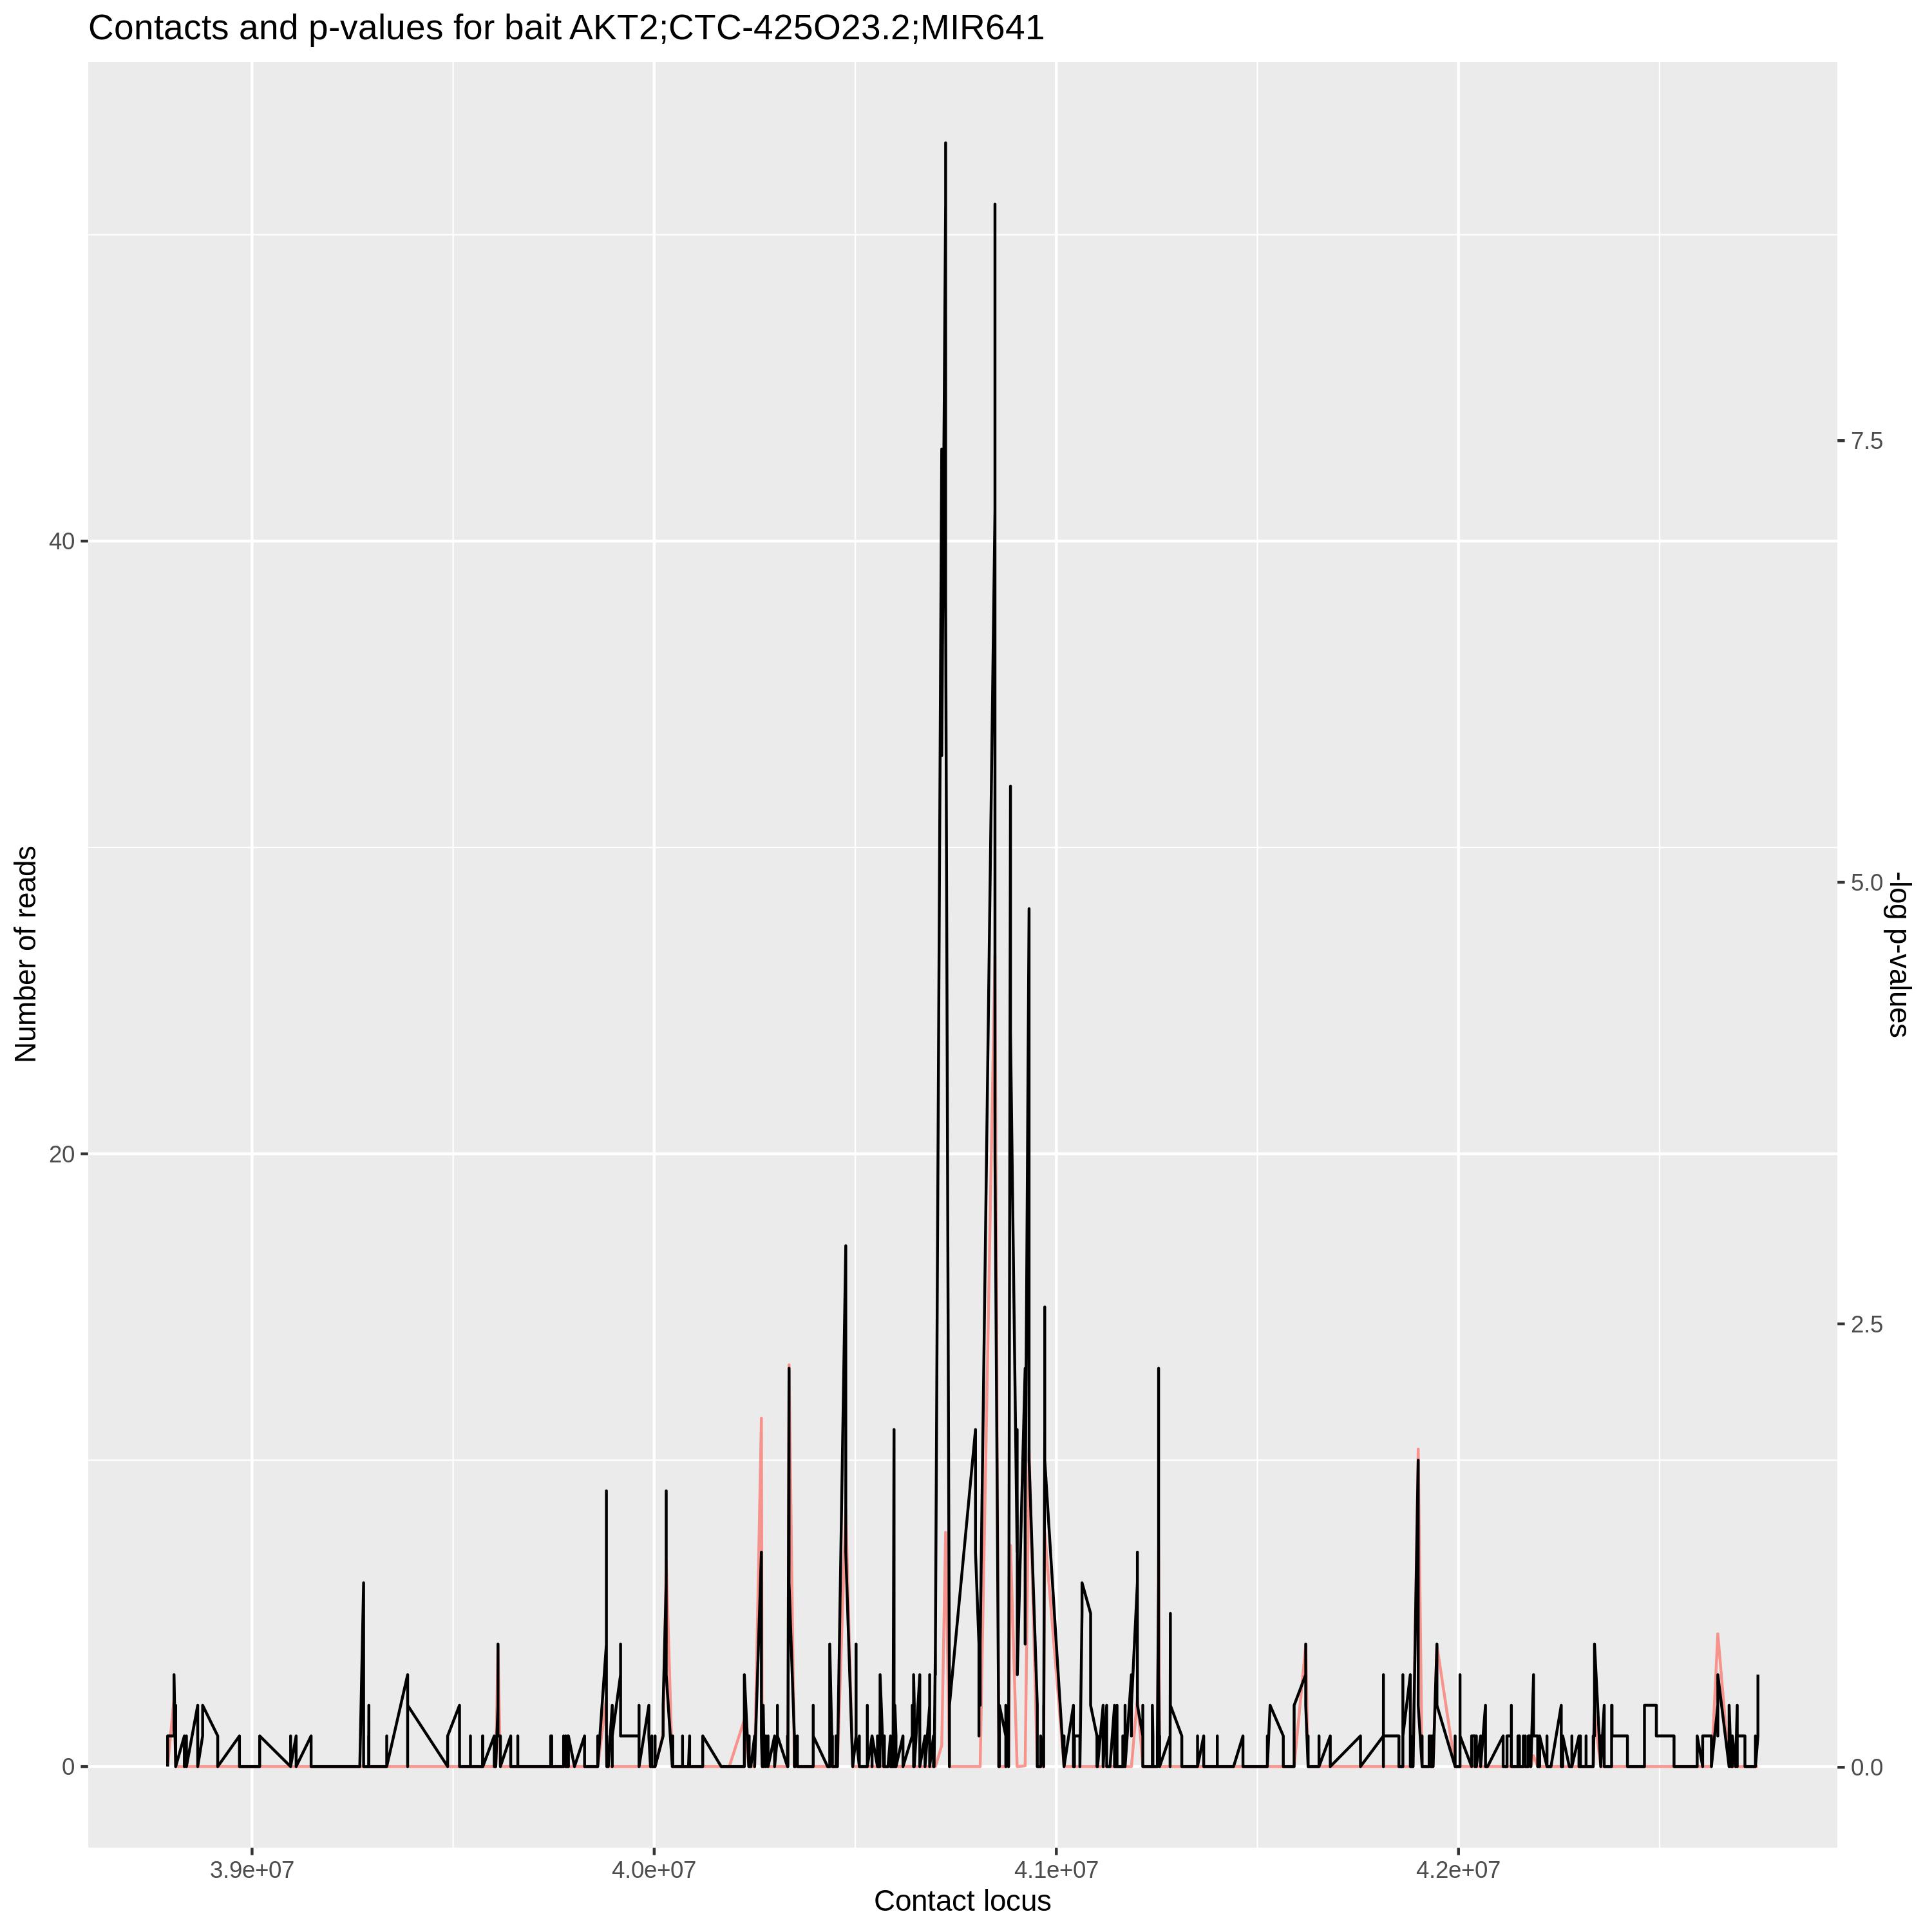 Contacts and p-values for bait AKT2;CTC-425O23.2;MIR641
40
20
0
Number of reads
7.5
5.0
2.5
0.0
-log p-values
3.9e+07
4.0e+07
4.1e+07
4.2e+07
Contact locus